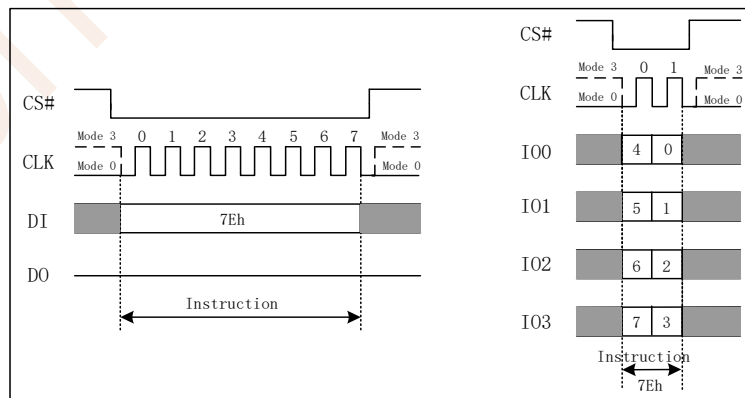 CS#
Mode 3 0 1 2 3 4 5 6 7 Mode 3
CLK
Mode 0 Mode 0
DI 7Eh
DO
Instruction
CS#
Mode 3 0 1 Mode 3
CLK
Mode 0 Mode 0
IO0 4 0
IO1 5 1
IO2 6 2
IO3 7 3
Instruction
7Eh